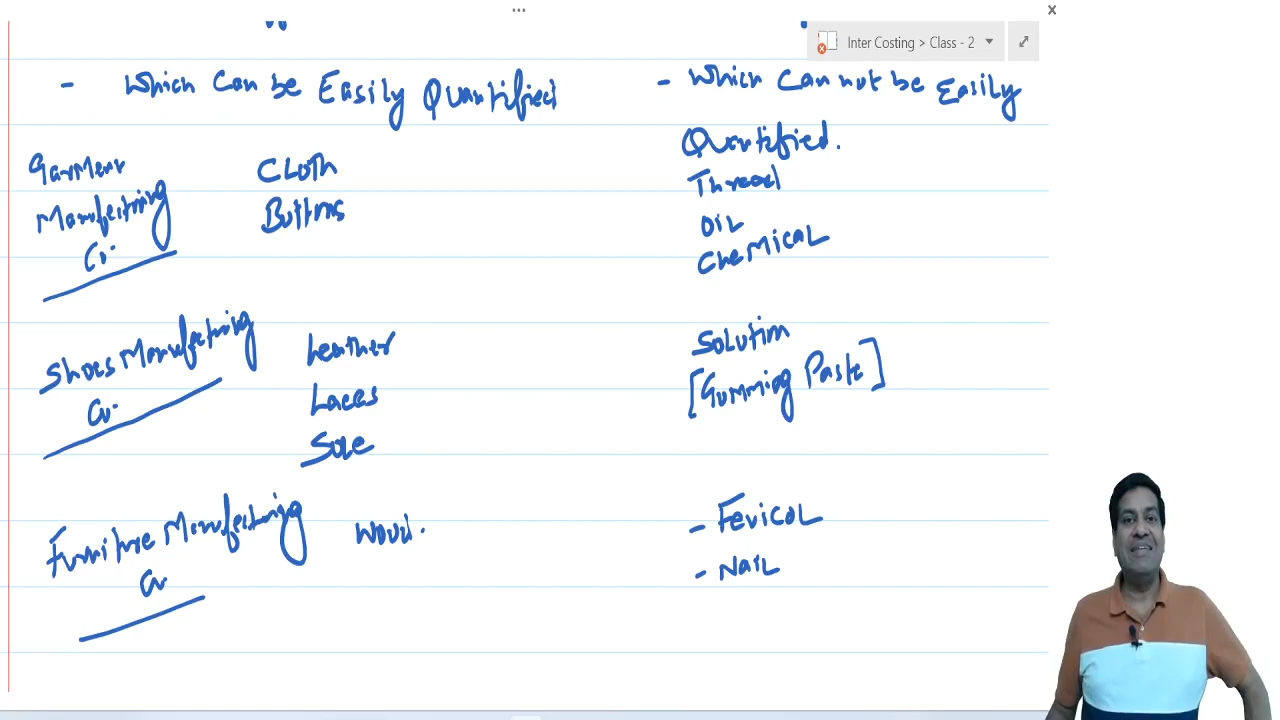 Inter Costing > Class - 2
- Which Can be Easily Quantified
- Which Can not be Easily Quantified.
Garment Manufacturing Co.
Cloth
Buttons
Thread
Oil
Chemical
Shoes Manufacturing Co.
Leather
Laces
Sole
Solution
[Gumming Paste]
Furniture Manufacturing Co
Wood.
- Fevicol
- Nail